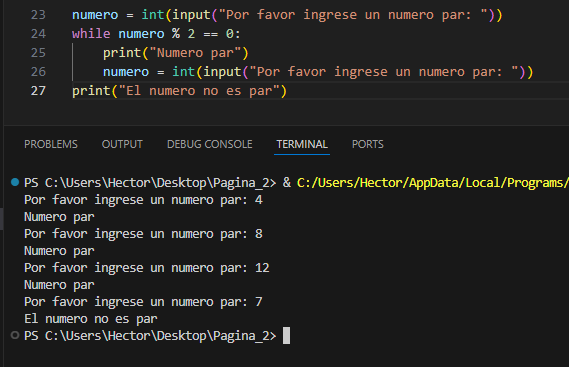 23 numero = int(input("Por favor ingrese un numero par: "))
24 while numero % 2 == 0:
25     print("Numero par")
26     numero = int(input("Por favor ingrese un numero par: "))
27 print("El numero no es par")
PROBLEMS OUTPUT DEBUG CONSOLE TERMINAL PORTS
PS C:\Users\Hector\Desktop\Pagina_2> & C:/Users/Hector/AppData/Local/Programs/
Por favor ingrese un numero par: 4
Numero par
Por favor ingrese un numero par: 8
Numero par
Por favor ingrese un numero par: 12
Numero par
Por favor ingrese un numero par: 7
El numero no es par
PS C:\Users\Hector\Desktop\Pagina_2>